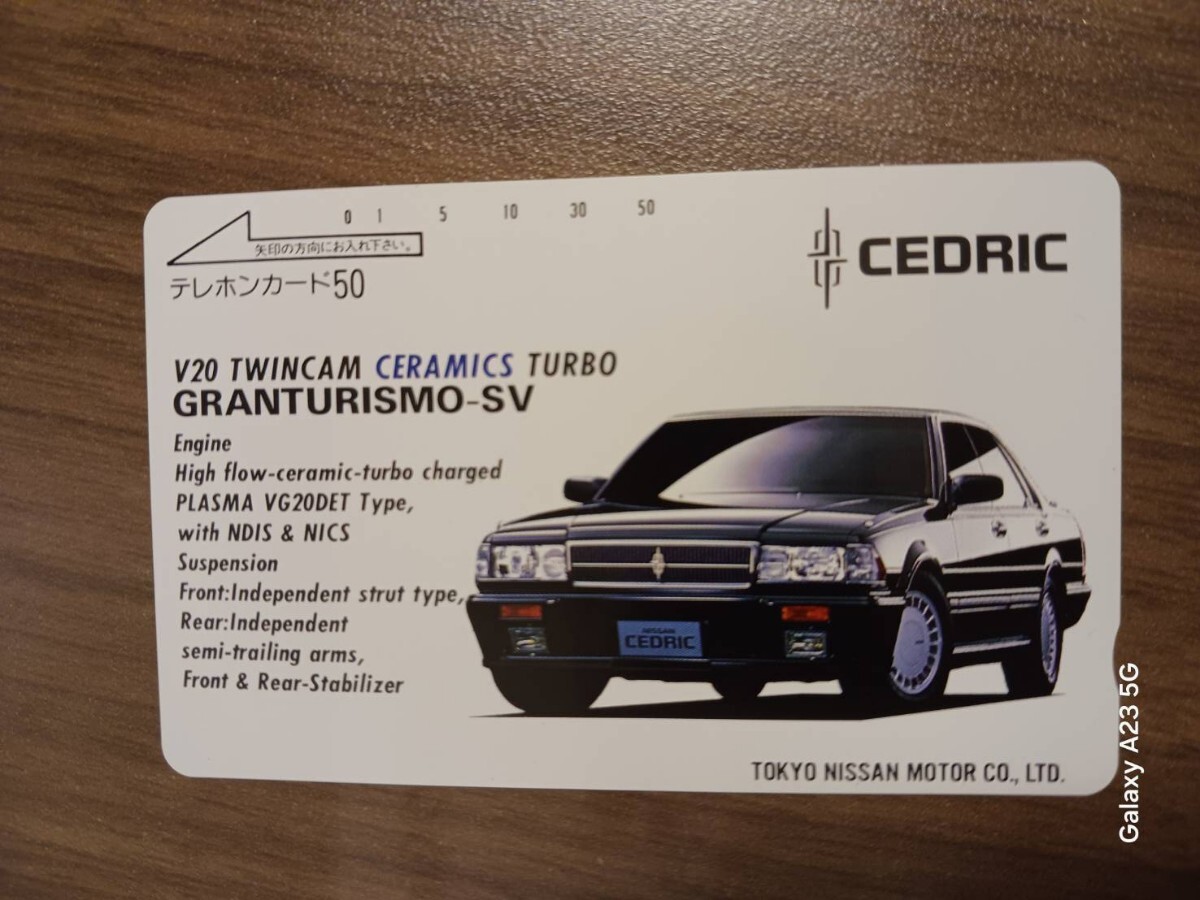 0 1 5 10 30 50
矢印の方向にお入れ下さい。
テレホンカード50
CEDRIC
V20 TWINCAM CERAMICS TURBO
GRANTURISMO-SV
Engine
High flow-ceramic-turbo charged
PLASMA VG20DET Type,
with NDIS & NICS
Suspension
Front:Independent strut type,
Rear:Independent
semi-trailing arms,
Front & Rear-Stabilizer
NISSAN
CEDRIC
TOKYO NISSAN MOTOR CO., LTD.
Galaxy A23 5G